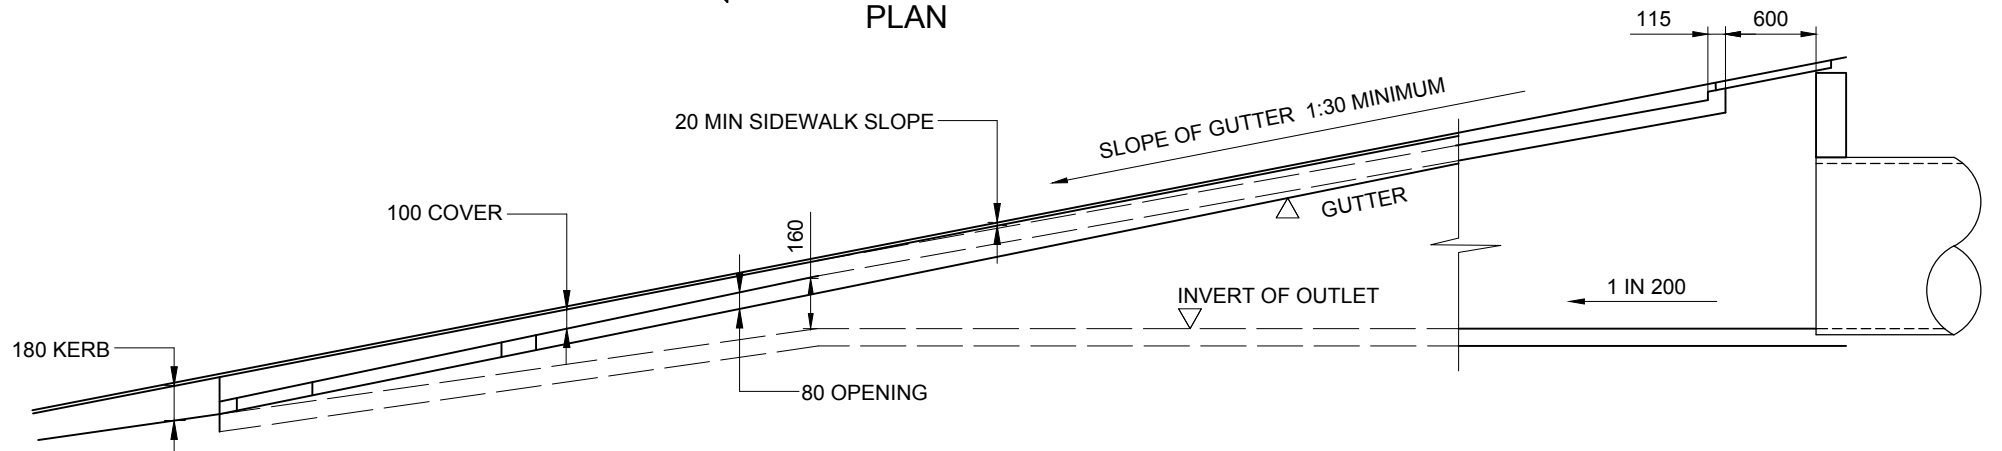 PLAN
115
600
SLOPE OF GUTTER 1:30 MINIMUM
20 MIN SIDEWALK SLOPE
GUTTER
100 COVER
160
INVERT OF OUTLET
1 IN 200
180 KERB
80 OPENING